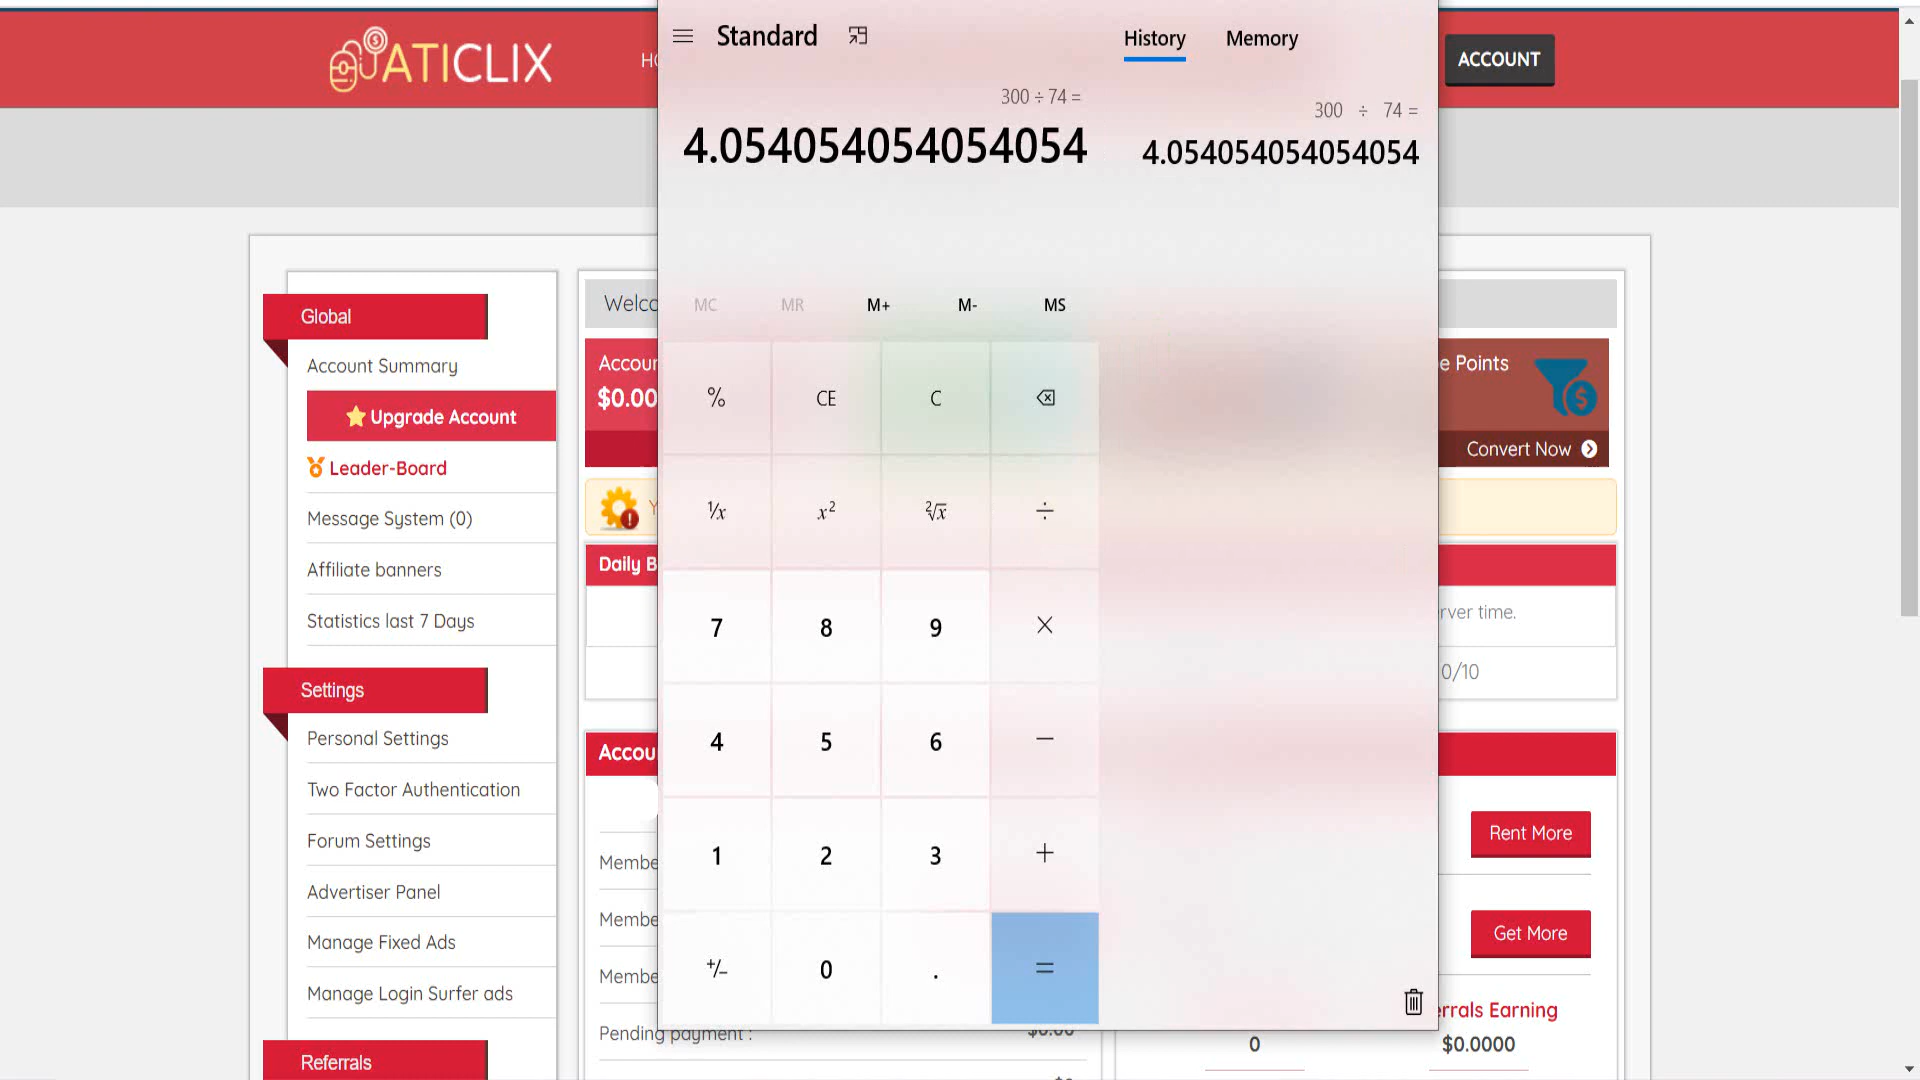 ATICLIX
ACCOUNT
Standard
History
Memory
300 ÷ 74 =
4.054054054054054
300 ÷ 74 =
4.054054054054054
MC MR M+ M- MS
% CE C
¹/x x² ²√x ÷
7 8 9 ×
4 5 6 −
1 2 3 +
+/− 0 . =
Global
Account Summary
Upgrade Account
Leader-Board
Message System (0)
Affiliate banners
Statistics last 7 Days
Settings
Personal Settings
Two Factor Authentication
Forum Settings
Advertiser Panel
Manage Fixed Ads
Manage Login Surfer ads
Referrals
$0.00
Points
Convert Now
Daily
time.
0/10
Rent More
Get More
Pending payment :
$0.00
Earning
0
$0.0000